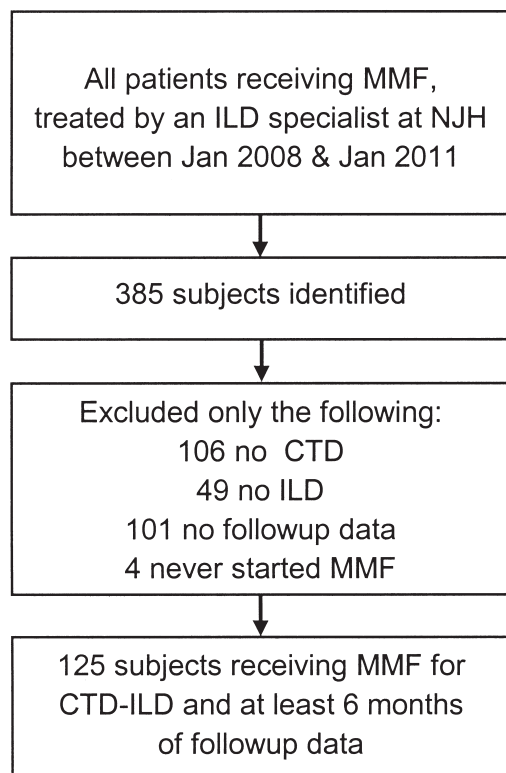 All patients receiving MMF,
treated by an ILD specialist at NJH
between Jan 2008 & Jan 2011
385 subjects identified
Excluded only the following:
106 no CTD
49 no ILD
101 no followup data
4 never started MMF
125 subjects receiving MMF for
CTD-ILD and at least 6 months
of followup data